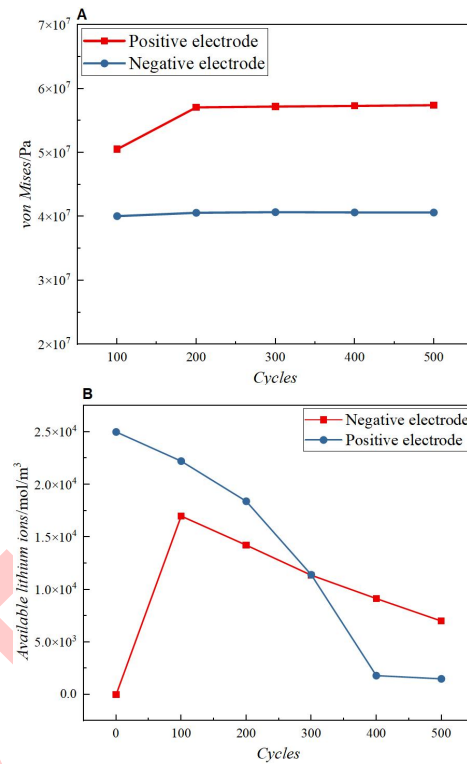 A
7×10⁷
6×10⁷
5×10⁷
4×10⁷
3×10⁷
2×10⁷
von Mises/Pa
Positive electrode
Negative electrode
100 200 300 400 500
Cycles
B
2.5×10⁴
2.0×10⁴
1.5×10⁴
1.0×10⁴
5.0×10³
0.0
Available lithium ions/mol/m³
Negative electrode
Positive electrode
0 100 200 300 400 500
Cycles